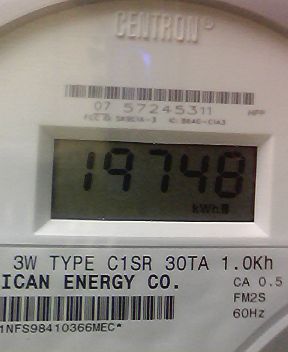 CENTRON®
07 57245311
19748
kWh
3W TYPE C1SR 30TA 1.0Kh
ICAN ENERGY CO.
CA 0.5
FM2S
60Hz
1NFS98410366MEC*